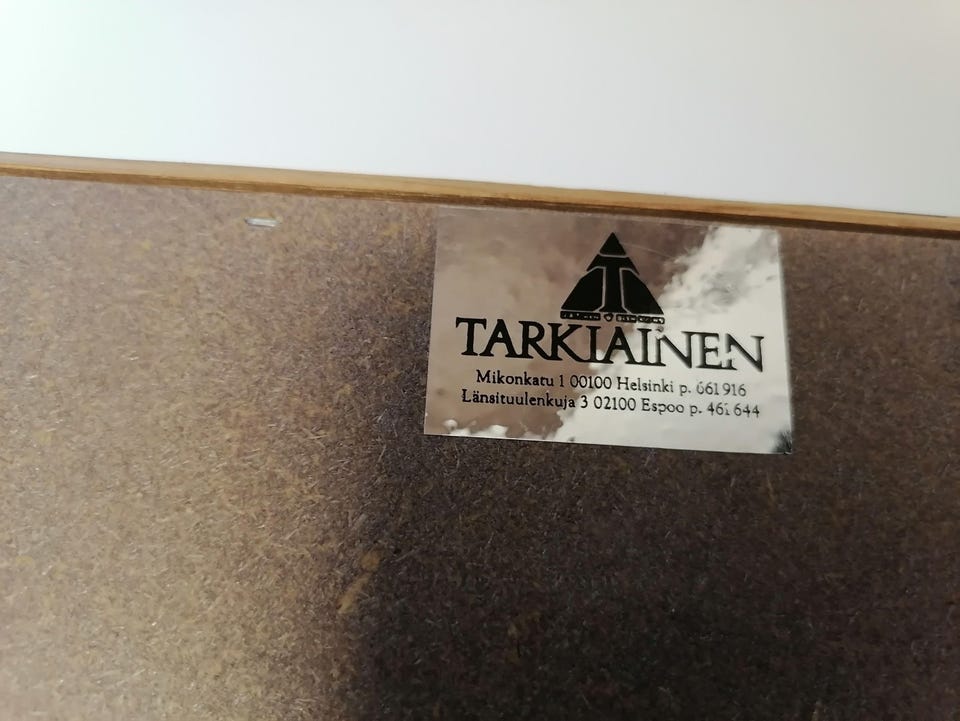 T
TARKIAINEN
Mikonkatu 1 00100 Helsinki p. 661 916
Länsituulenkuja 3 02100 Espoo p. 461 644